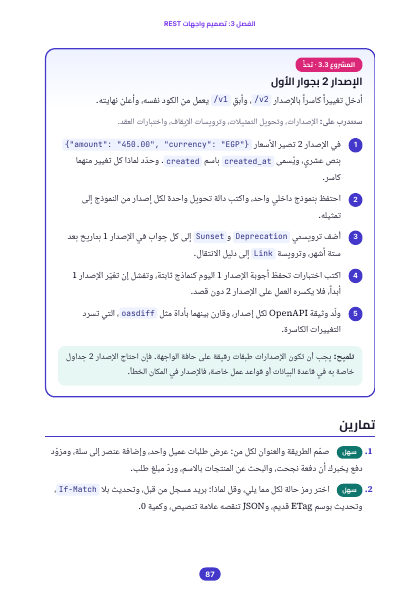 الفصل 3: تصميم واجهات REST
المشروع 3.3 · تحدٍّ
الإصدار 2 بجوار الأول
أدخل تغييراً كاسراً بالإصدار /v2، وأبقِ /v1 يعمل من الكود نفسه، وأعلن نهايته.
ستتدرب على: الإصدارات، وتحويل التمثيلات، وترويسات الإيقاف، واختبارات العقد.
1 في الإصدار 2 تصير الأسعار {"amount": "450.00", "currency": "EGP"}
بنص عشري، ويُسمى created_at باسم created. وحدّد لماذا كل تغيير منهما
كاسر.
2 احتفظ بنموذج داخلي واحد، واكتب دالة تحويل واحدة لكل إصدار من النموذج إلى
تمثيله.
3 أضف ترويستي Deprecation و Sunset إلى كل جواب في الإصدار 1 بتاريخ بعد
ستة أشهر، وترويسة Link إلى دليل الانتقال.
4 اكتب اختبارات تحفظ أجوبة الإصدار 1 اليوم كنماذج ثابتة، وتفشل إن تغيّر الإصدار 1
أبداً، فلا يكسره العمل على الإصدار 2 دون قصد.
5 ولّد وثيقة OpenAPI لكل إصدار، وقارن بينهما بأداة مثل oasdiff، التي تسرد
التغييرات الكاسرة.
تلميح: يجب أن تكون الإصدارات طبقات رقيقة على حافة الواجهة. فإن احتاج الإصدار 2 جداول
خاصة به في قاعدة البيانات أو قواعد عمل خاصة، فالإصدار في المكان الخطأ.
تمارين
1. سهل صمّم الطريقة والعنوان لكل من: عرض طلبات عميل واحد، وإضافة عنصر إلى سلة، ومزوّد
دفع يخبرك أن دفعة نجحت، والبحث عن المنتجات بالاسم، وردّ مبلغ طلب.
2. سهل اختر رمز حالة لكل مما يلي، وقل لماذا: بريد مسجل من قبل، وتحديث بلا If-Match،
وتحديث بوسم ETag قديم، وJSON تنقصه علامة تنصيص، وكمية 0.
87